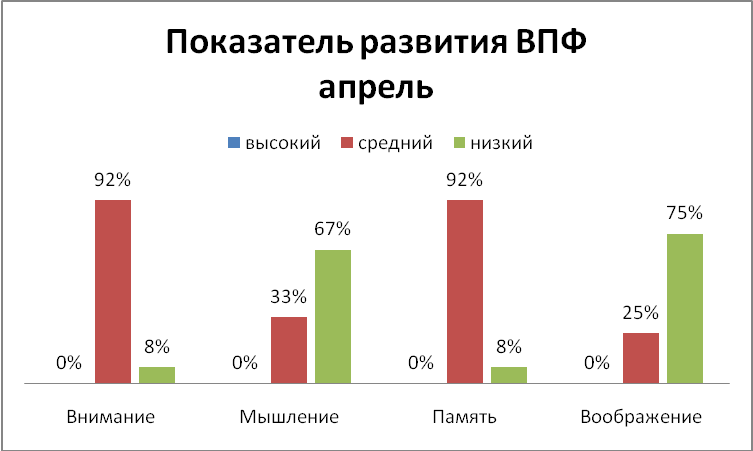 Показатель развития ВПФ
апрель
высокий средний низкий
92% 92%
75%
67%
33%
25%
0% 8% 0% 0% 8% 0%
Внимание Мышление Память Воображение